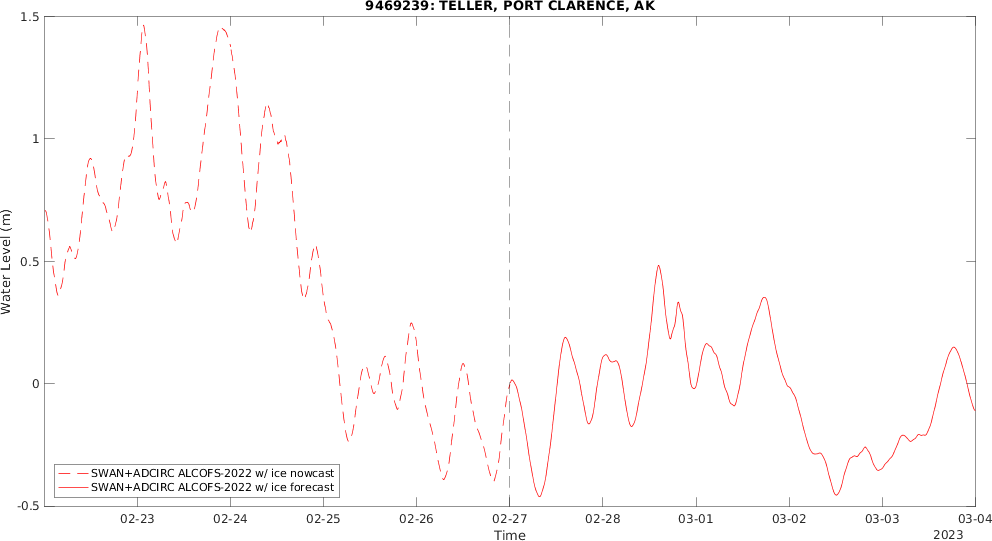 9469239: TELLER, PORT CLARENCE, AK
1.5
1
0.5
0
-0.5
Water Level (m)
SWAN+ADCIRC ALCOFS-2022 w/ ice nowcast
SWAN+ADCIRC ALCOFS-2022 w/ ice forecast
02-23 02-24 02-25 02-26 02-27 02-28 03-01 03-02 03-03 03-04
Time
2023